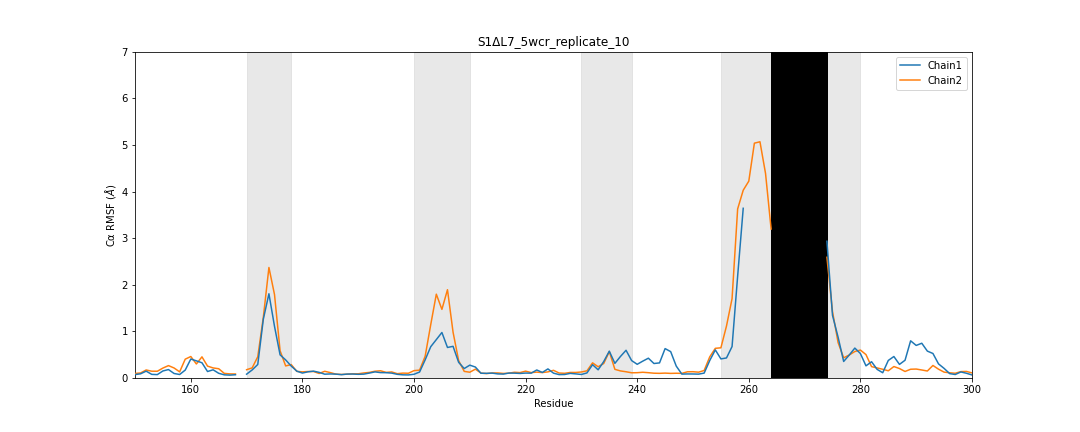 S1ΔL7_5wcr_replicate_10
Chain1
Chain2
7
6
5
4
3
2
1
0
Cα RMSF (Å)
160 180 200 220 240 260 280 300
Residue